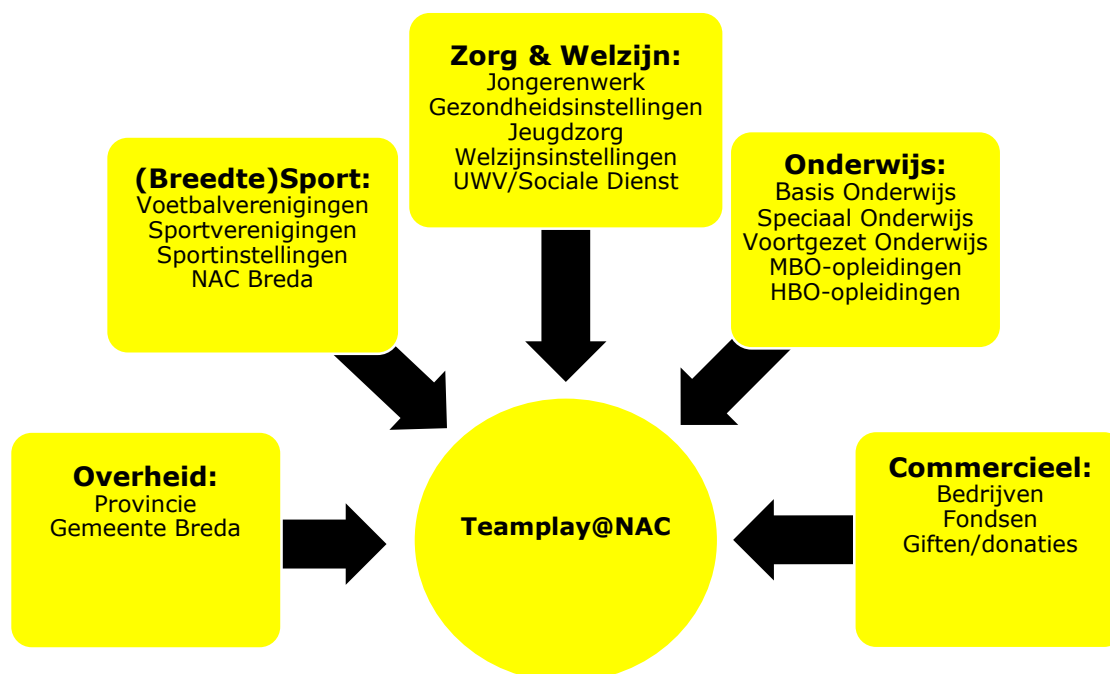 Zorg & Welzijn:
Jongerenwerk
Gezondheidsinstellingen
Jeugdzorg
Welzijnsinstellingen
UWV/Sociale Dienst
(Breedte)Sport:
Voetbalverenigingen
Sportverenigingen
Sportinstellingen
NAC Breda
Onderwijs:
Basis Onderwijs
Speciaal Onderwijs
Voortgezet Onderwijs
MBO-opleidingen
HBO-opleidingen
Overheid:
Provincie
Gemeente Breda
Teamplay@NAC
Commercieel:
Bedrijven
Fondsen
Giften/donaties